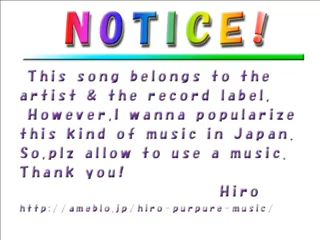 NOTICE!
This song belongs to the
artist & the record label.
However,I wanna popularize
this kind of music in Japan.
So,plz allow to use a music.
Thank you!
Hiro
http://ameblo.jp/hiro-purpure-music/